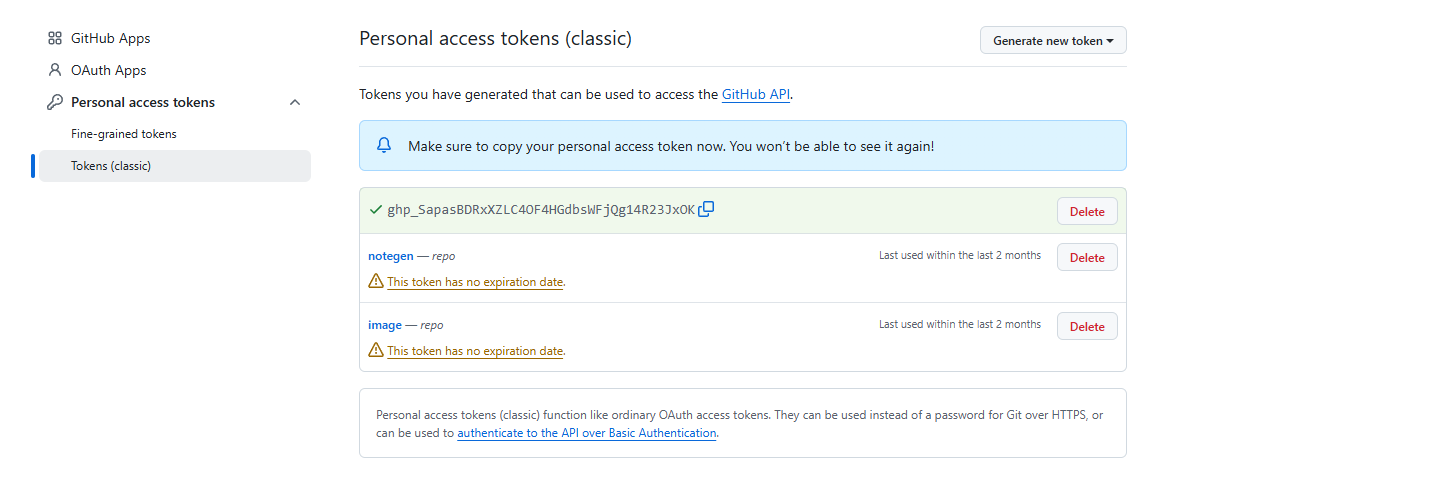 GitHub Apps
OAuth Apps
Personal access tokens
Fine-grained tokens
Tokens (classic)
Personal access tokens (classic)
Generate new token
Tokens you have generated that can be used to access the GitHub API.
Make sure to copy your personal access token now. You won't be able to see it again!
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
Delete
notegen — repo
Last used within the last 2 months
Delete
This token has no expiration date.
image — repo
Last used within the last 2 months
Delete
This token has no expiration date.
Personal access tokens (classic) function like ordinary OAuth access tokens. They can be used instead of a password for Git over HTTPS, or
can be used to authenticate to the API over Basic Authentication.